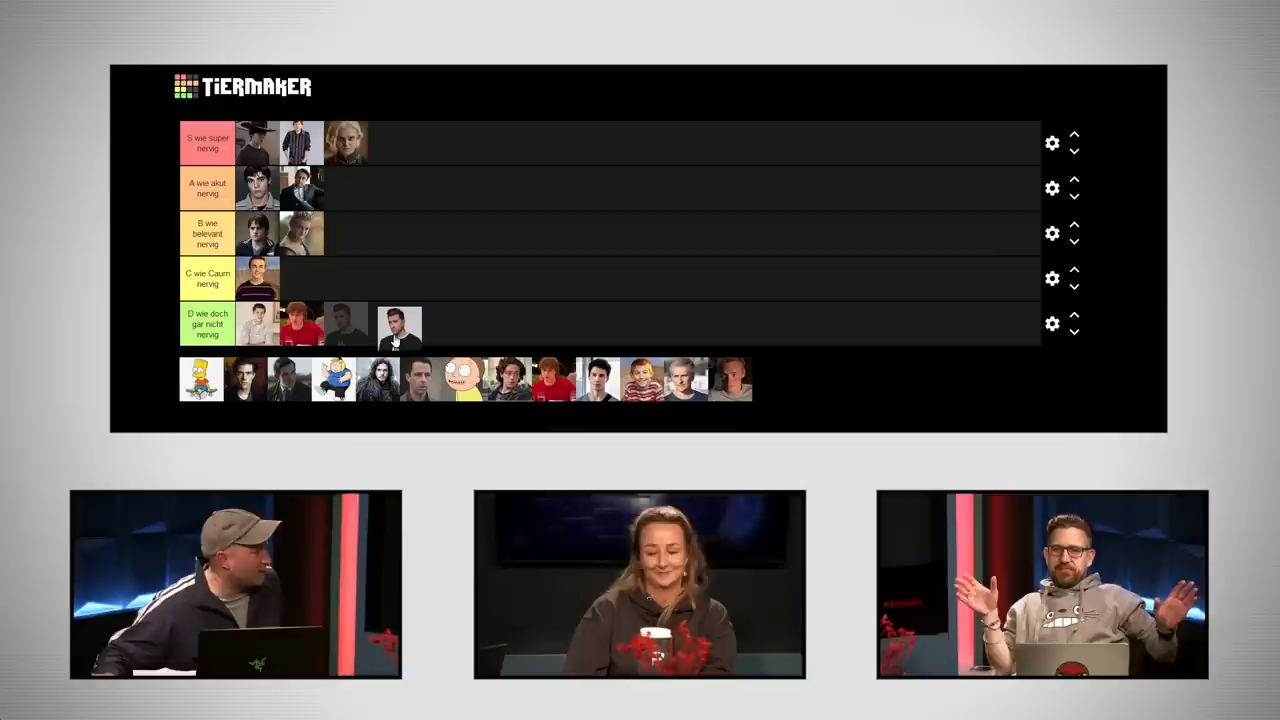 TiERMAKER
S wie super
nervig
A wie akut
nervig
B wie
belevant
nervig
C wie Caum
nervig
D wie doch
gar nicht
nervig